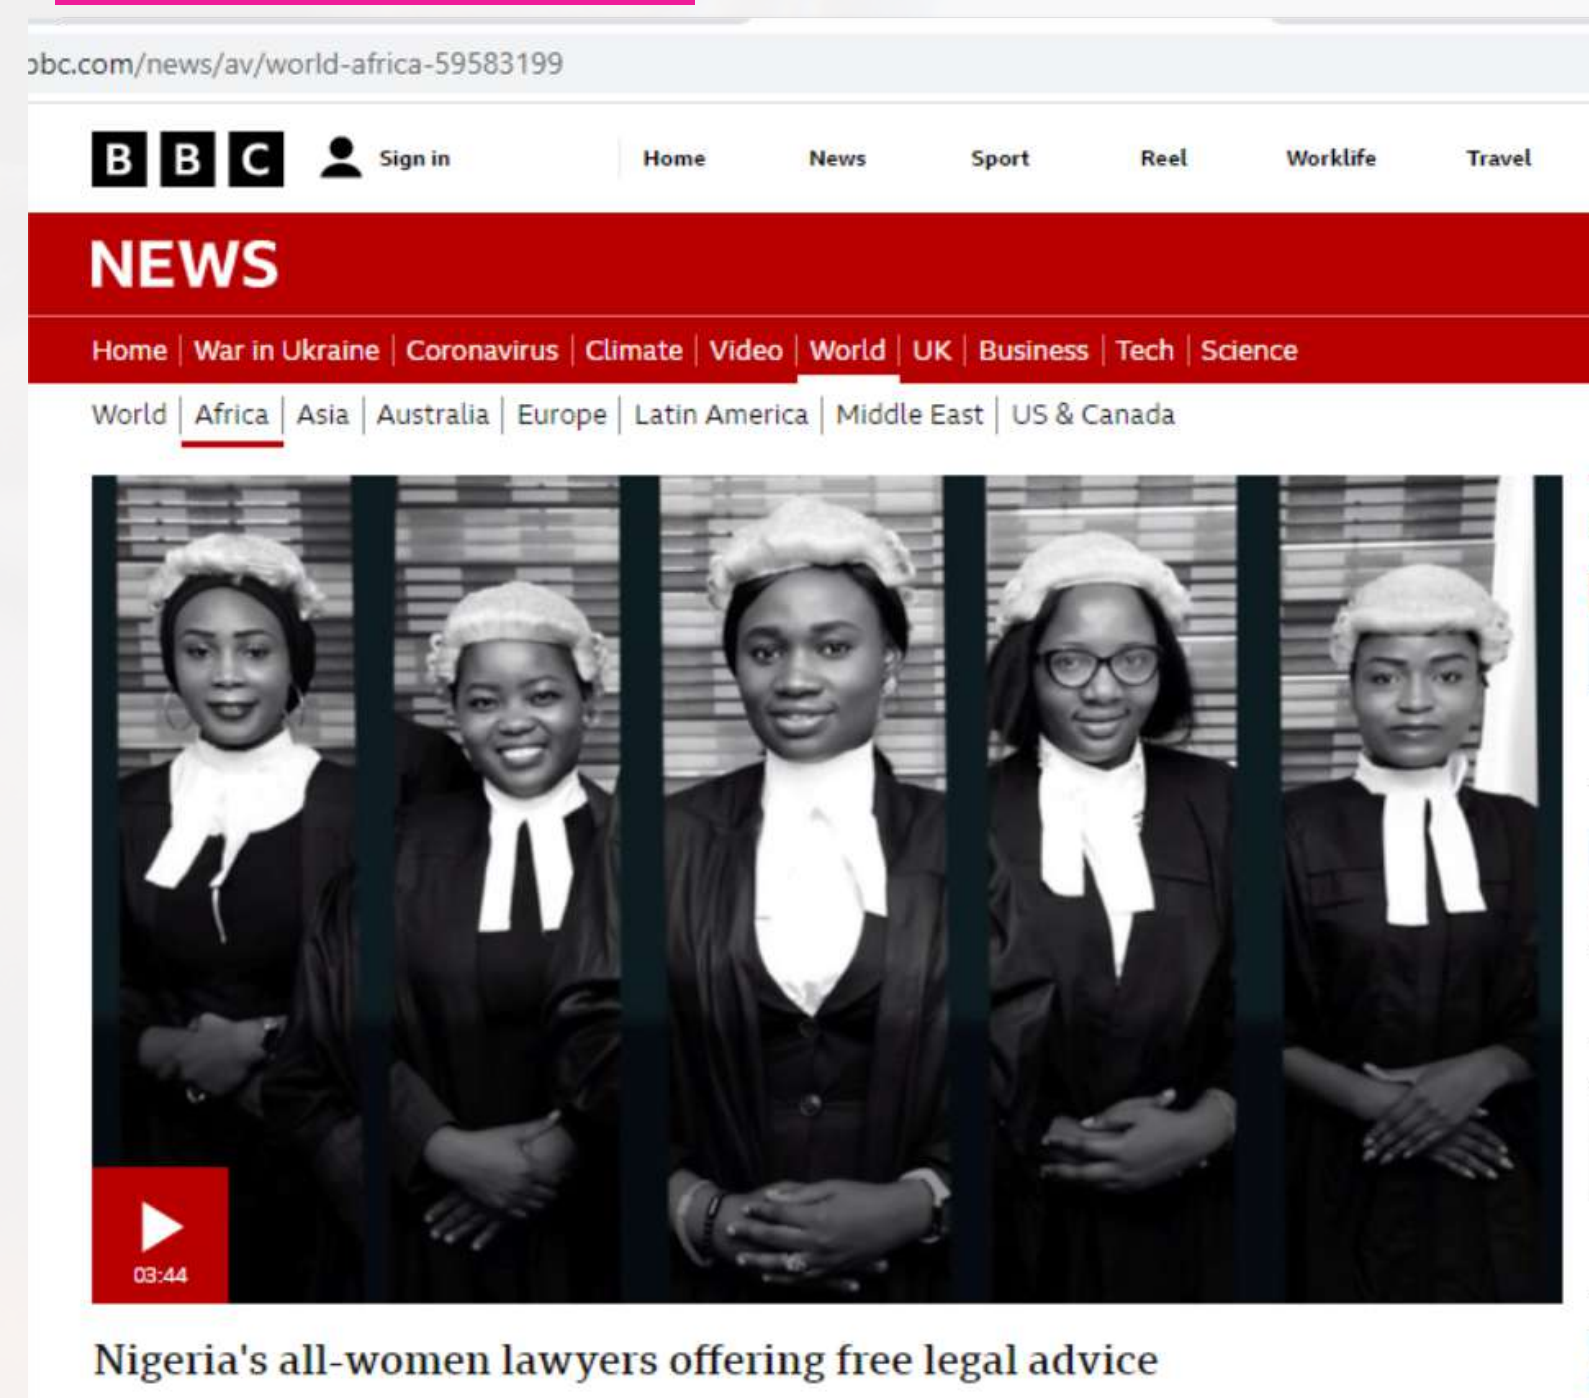 bbc.com/news/av/world-africa-59583199
BBC Sign in Home News Sport Reel Worklife Travel
NEWS
Home War in Ukraine Coronavirus Climate Video World UK Business Tech Science
World Africa Asia Australia Europe Latin America Middle East US & Canada
03:44
Nigeria's all-women lawyers offering free legal advice